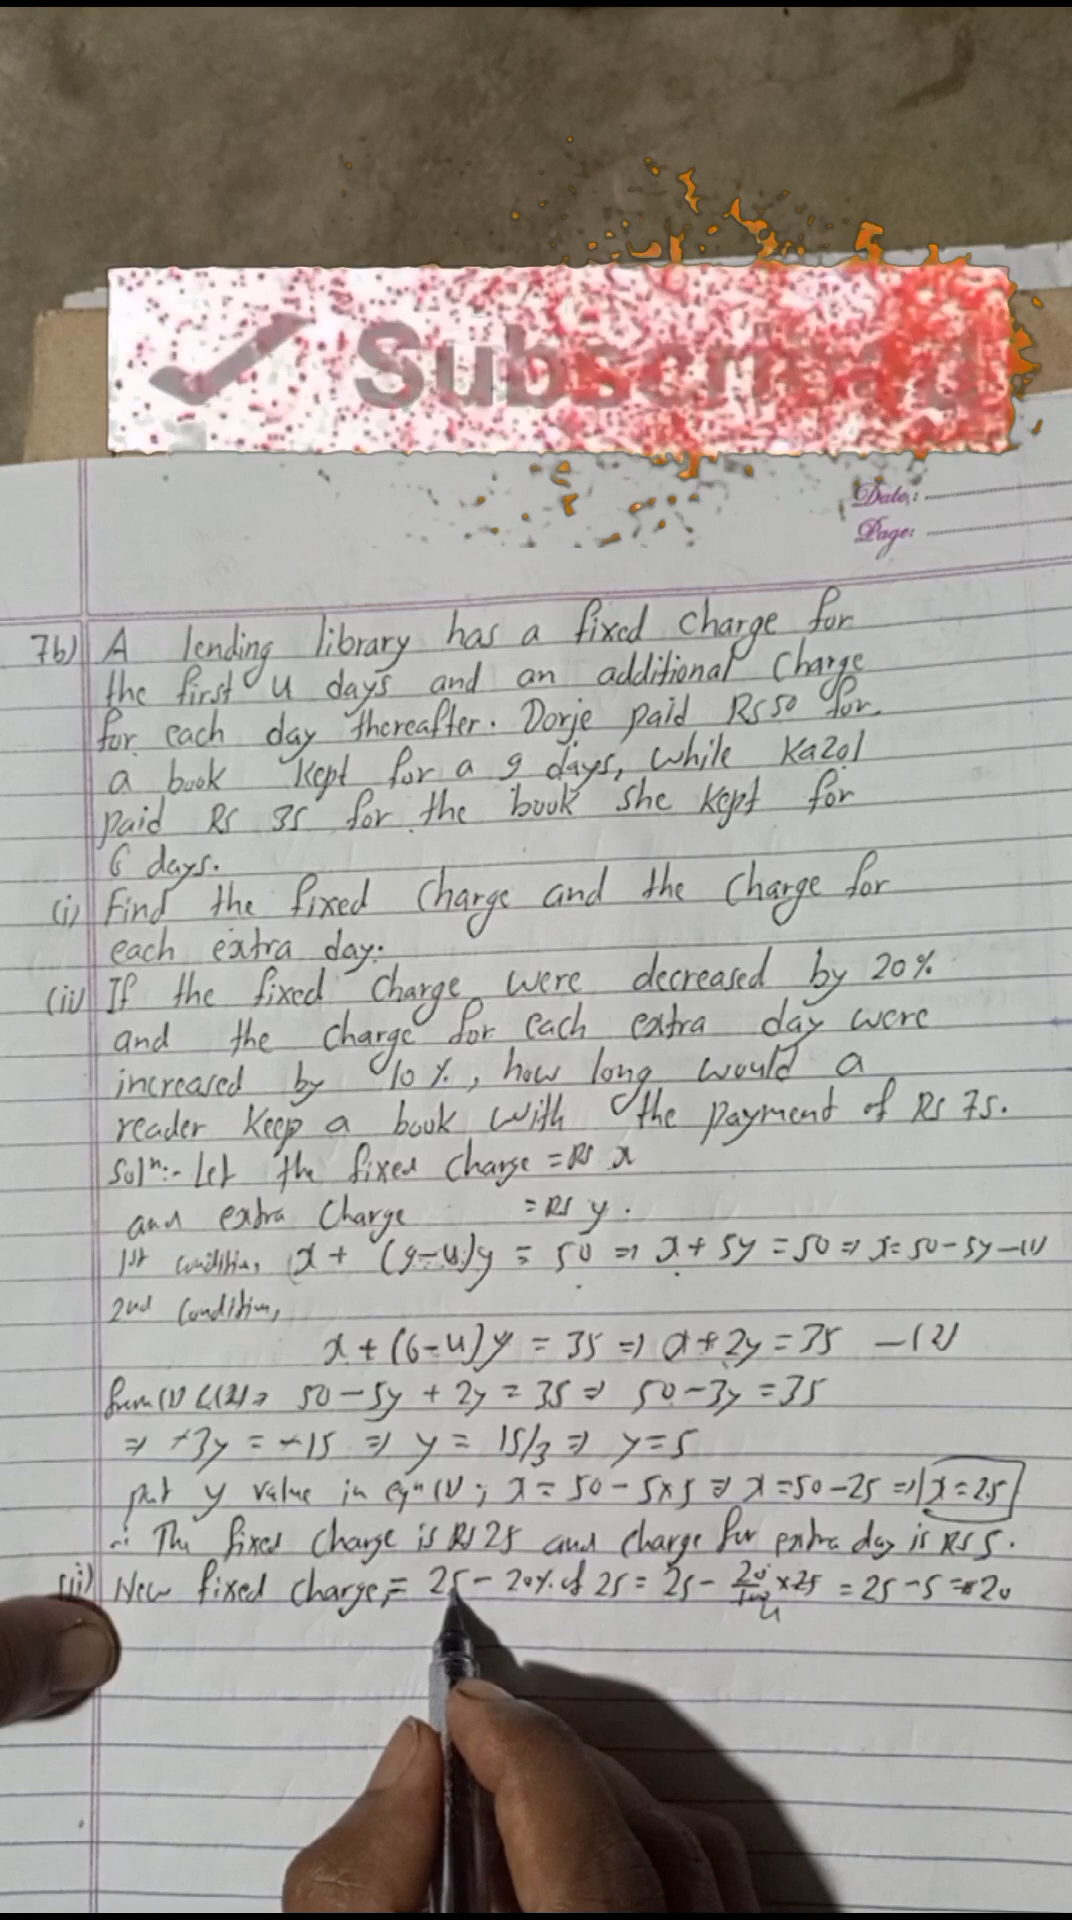 ✓ Subscribed
Date:
Page:
7b) A lending library has a fixed charge for
the first 4 days and an additional charge
for each day thereafter. Dorje paid Rs 50 for
a book kept for a 9 days, while Kazol
paid Rs 35 for the book she kept for
6 days.
(i) Find the fixed charge and the charge for
each extra day.
(ii) If the fixed charge were decreased by 20%
and the charge for each extra day were
increased by 10%, how long would a
reader keep a book with the payment of Rs 75.
Solⁿ:- Let the fixed charge = Rs x
and extra charge = Rs y.
1st condition, x + (9-4)y = 50 ⇒ x + 5y = 50 ⇒ x = 50 - 5y — (1)
2nd condition,
x + (6-4)y = 35 ⇒ x + 2y = 35 — (2)
from (1) & (2) ⇒ 50 - 5y + 2y = 35 ⇒ 50 - 3y = 35
⇒ -3y = -15 ⇒ y = 15/3 ⇒ y = 5
put y value in eqⁿ (1); x = 50 - 5×5 ⇒ x = 50 - 25 ⇒ x = 25
∴ The fixed charge is Rs 25 and charge for extra day is Rs 5.
(ii) New fixed charge = 25 - 20% of 25 = 25 - 20/100 × 25 = 25 - 5 = 20